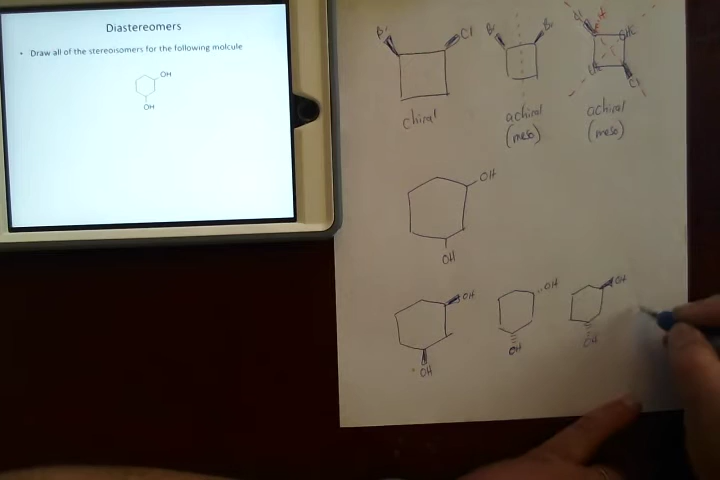 Diastereomers
• Draw all of the stereoisomers for the following molcule
OH
OH
Br
Cl
chiral
Br
Br
achiral
(meso)
Cl
achiral
(meso)
OH
OH
OH
OH
OH
OH
OH
OH